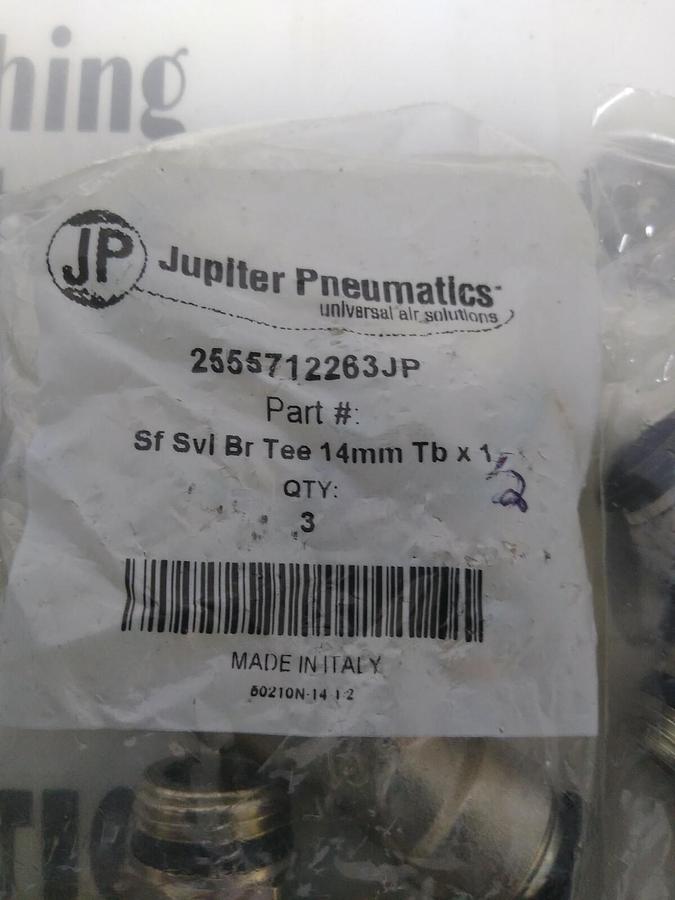 hing
JP
Jupiter Pneumatics
universal air solutions
2555712263JP
Part #:
Sf Svl Br Tee 14mm Tb x 1
2
QTY:
3
MADE IN ITALY
50210N-14 1 2